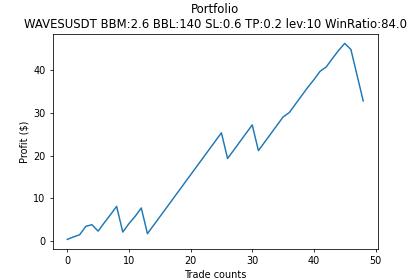 Portfolio
WAVESUSDT BBM:2.6 BBL:140 SL:0.6 TP:0.2 lev:10 WinRatio:84.0
Profit ($)
40
30
20
10
0
0 10 20 30 40 50
Trade counts